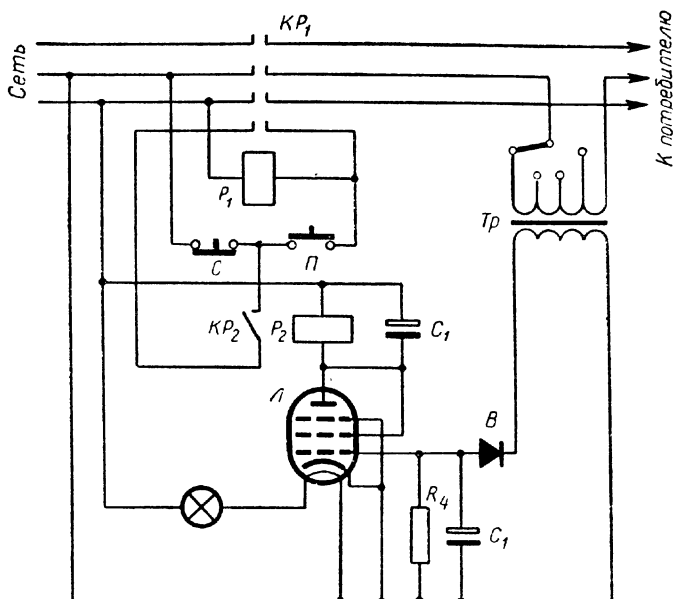 КР₁
Сеть
К потребителю
Р₁
Тр
С
П
КР₂
Р₂
С₁
Л
В
R₄
С₁